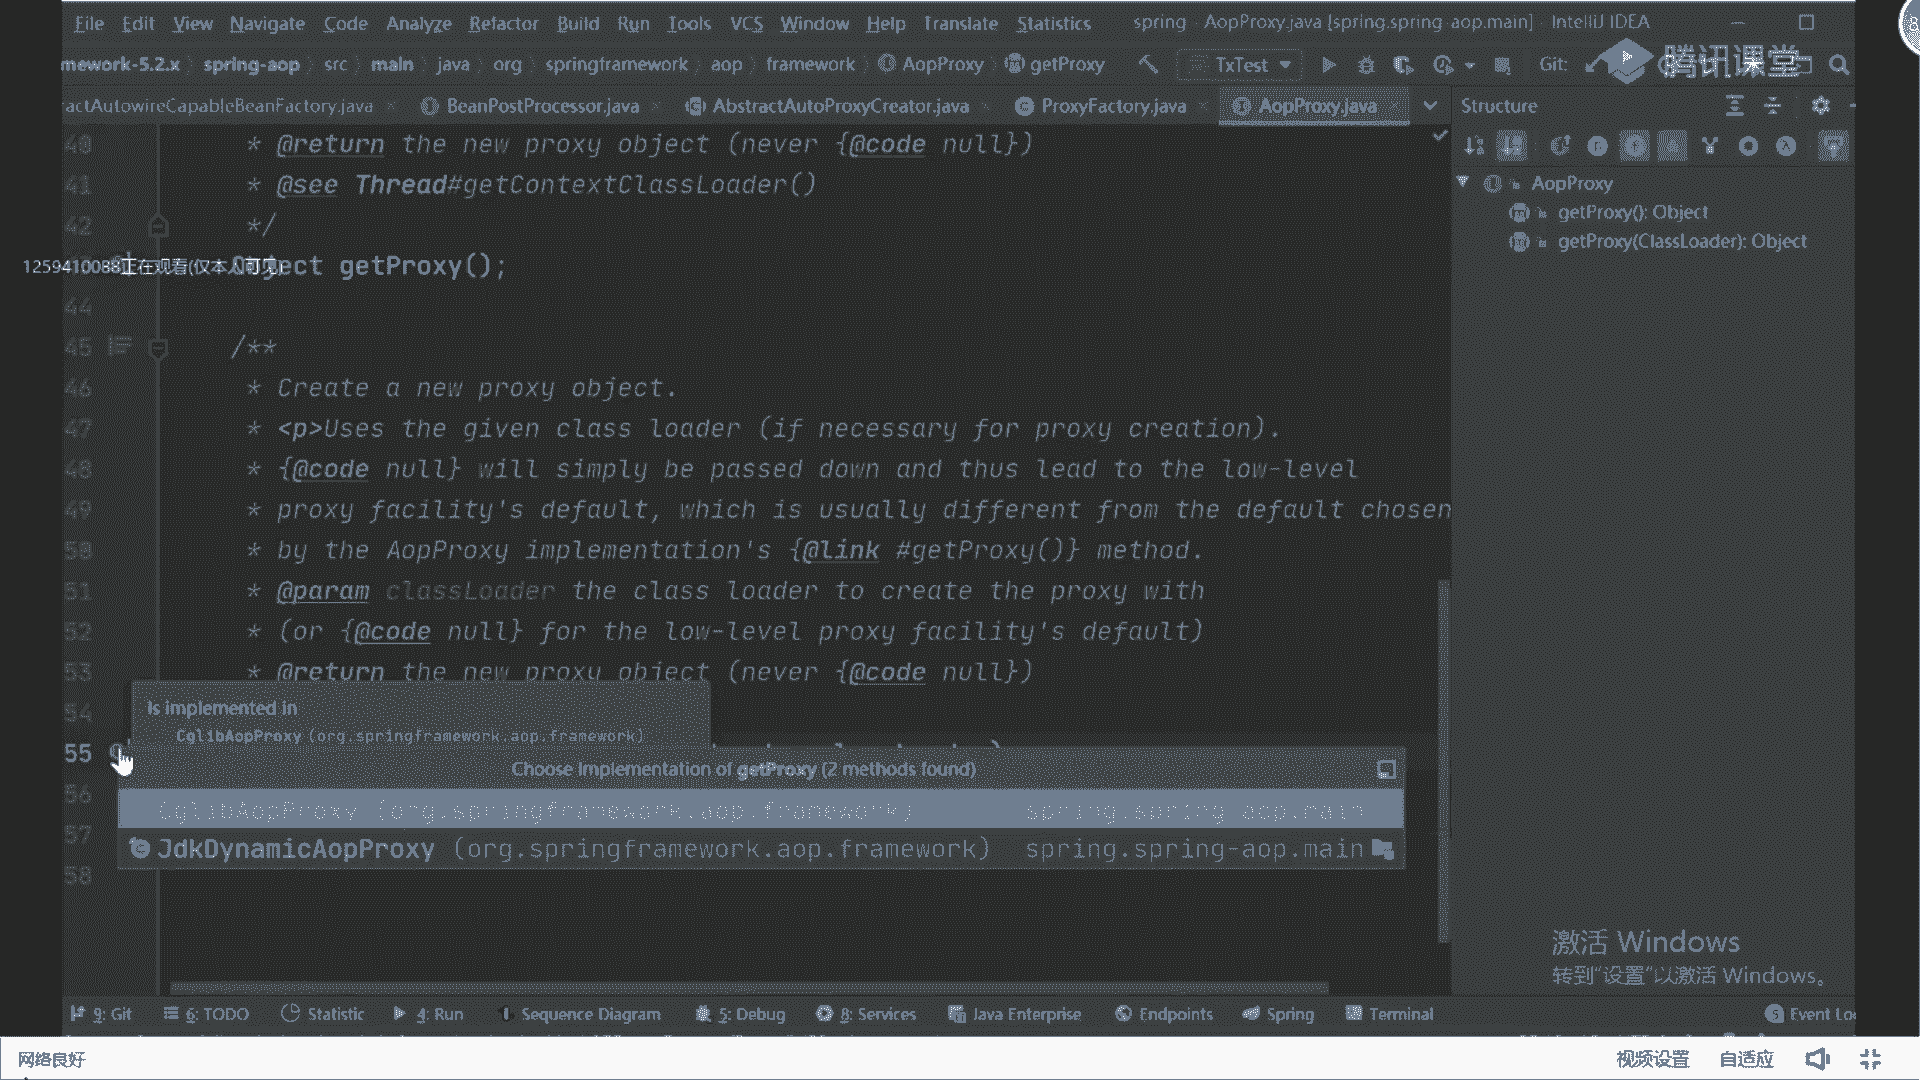 File Edit View Navigate Code Analyze Refactor Build Run Tools VCS Window Help Translate Statistics spring - AopProxy.java [spring.spring-aop.main] - IntelliJ IDEA
mework-5.2.x spring-aop src main java org springframework aop framework AopProxy getProxy TxTest Git: 腾讯课堂
ractAutowireCapableBeanFactory.java BeanPostProcessor.java AbstractAutoProxyCreator.java ProxyFactory.java AopProxy.java Structure
40 * @return the new proxy object (never {@code null})
41 * @see Thread#getContextClassLoader()
42 */
1259410088正在观看(仅本人可见) Object getProxy();
44
45 /**
46 * Create a new proxy object.
47 * <p>Uses the given class loader (if necessary for proxy creation).
48 * {@code null} will simply be passed down and thus lead to the low-level
49 * proxy facility's default, which is usually different from the default chosen
50 * by the AopProxy implementation's {@link #getProxy()} method.
51 * @param classLoader the class loader to create the proxy with
52 * (or {@code null} for the low-level proxy facility's default)
53 * @return the new proxy object (never {@code null})
54
55
56
57
58
Is implemented in
CglibAopProxy (org.springframework.aop.framework)
Choose Implementation of getProxy (2 methods found)
CglibAopProxy (org.springframework.aop.framework) spring.spring-aop.main
JdkDynamicAopProxy (org.springframework.aop.framework) spring.spring-aop.main
AopProxy
getProxy(): Object
getProxy(ClassLoader): Object
激活 Windows
转到"设置"以激活 Windows。
9: Git 6: TODO Statistic 4: Run Sequence Diagram 5: Debug 8: Services Java Enterprise Endpoints Spring Terminal 5 Event Lo
网络良好 视频设置 自适应